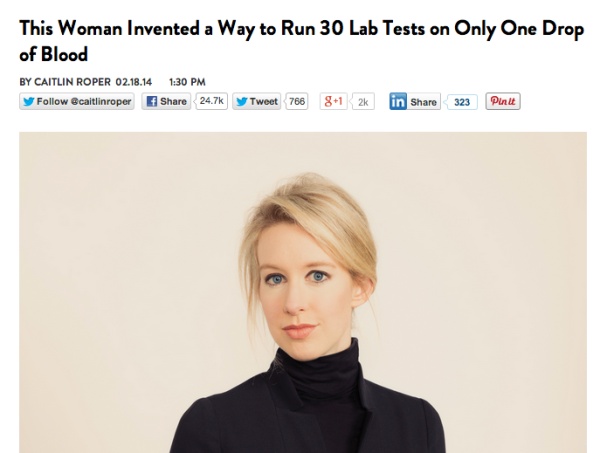 This Woman Invented a Way to Run 30 Lab Tests on Only One Drop
of Blood
BY CAITLIN ROPER 02.18.14 1:30 PM
Follow @caitlinroper Share 24.7k Tweet 766 g+1 2k in Share 323 Pin it